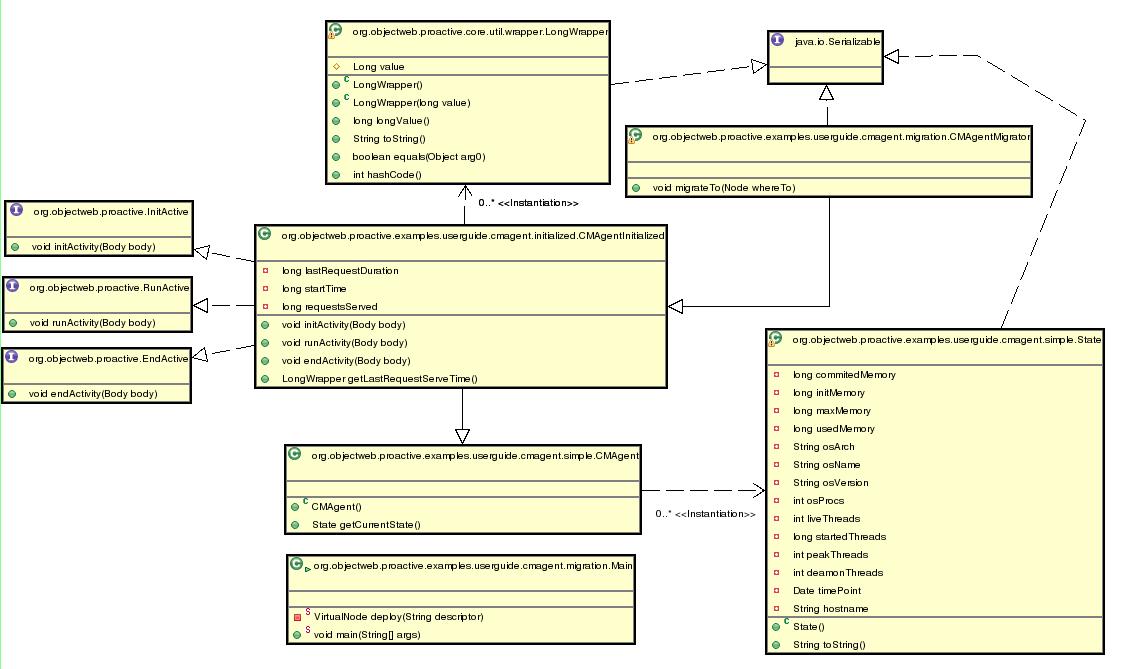 org.objectweb.proactive.core.util.wrapper.LongWrapper
Long value
LongWrapper()
LongWrapper(long value)
long longValue()
String toString()
boolean equals(Object arg0)
int hashCode()
java.io.Serializable
org.objectweb.proactive.examples.userguide.cmagent.migration.CMAgentMigrator
void migrateTo(Node whereTo)
0..* <<Instantiation>>
org.objectweb.proactive.InitActive
void initActivity(Body body)
org.objectweb.proactive.RunActive
void runActivity(Body body)
org.objectweb.proactive.EndActive
void endActivity(Body body)
org.objectweb.proactive.examples.userguide.cmagent.initialized.CMAgentInitialized
long lastRequestDuration
long startTime
long requestsServed
void initActivity(Body body)
void runActivity(Body body)
void endActivity(Body body)
LongWrapper getLastRequestServeTime()
org.objectweb.proactive.examples.userguide.cmagent.simple.CMAgent
CMAgent()
State getCurrentState()
0..* <<Instantiation>>
org.objectweb.proactive.examples.userguide.cmagent.simple.State
long commitedMemory
long initMemory
long maxMemory
long usedMemory
String osArch
String osName
String osVersion
int osProcs
int liveThreads
long startedThreads
int peakThreads
int deamonThreads
Date timePoint
String hostname
State()
String toString()
org.objectweb.proactive.examples.userguide.cmagent.migration.Main
VirtualNode deploy(String descriptor)
void main(String[] args)